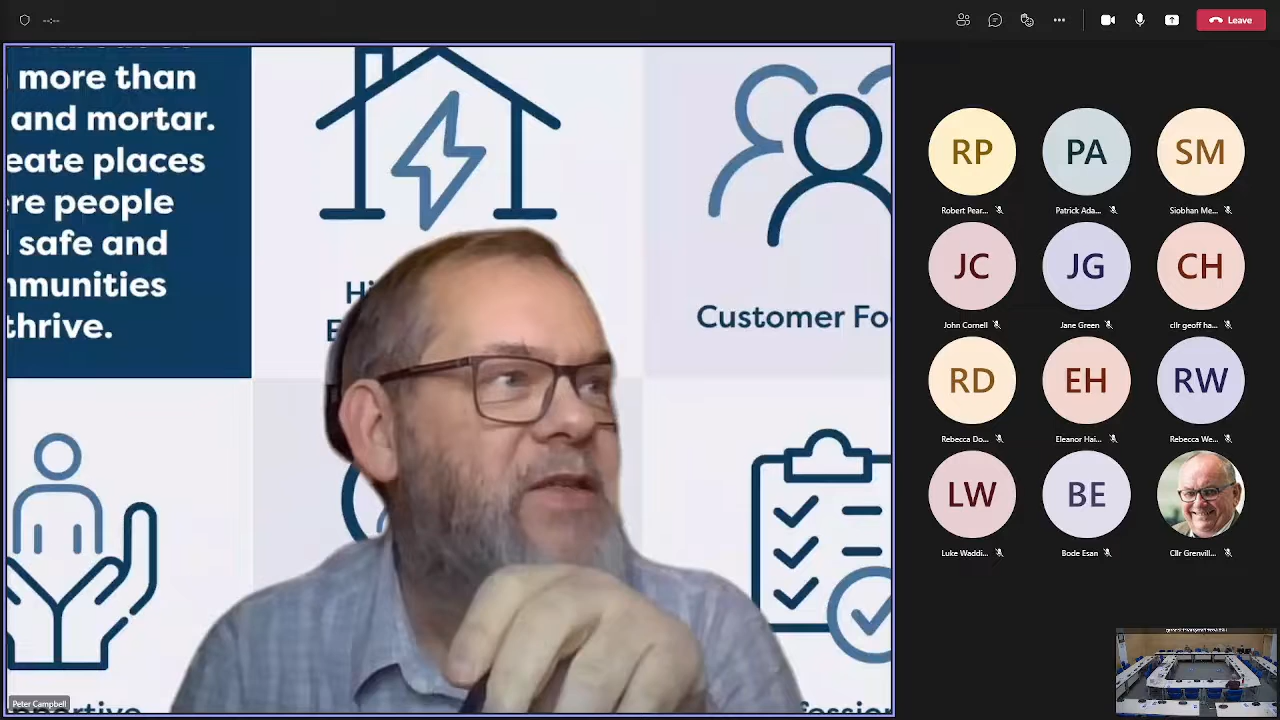 --:--
Leave
more than
and mortar.
eate places
re people
safe and
mmunities
thrive.
Hi
E
Customer Fo
Peter Campbell
RP
Robert Pear...
PA
Patrick Ada...
SM
Siobhan Me...
JC
John Cornell
JG
Jane Green
CH
cllr geoff ha...
RD
Rebecca Do...
EH
Eleanor Hai...
RW
Rebecca We...
LW
Luke Waddi...
BE
Bode Esan
Cllr Grenvill...